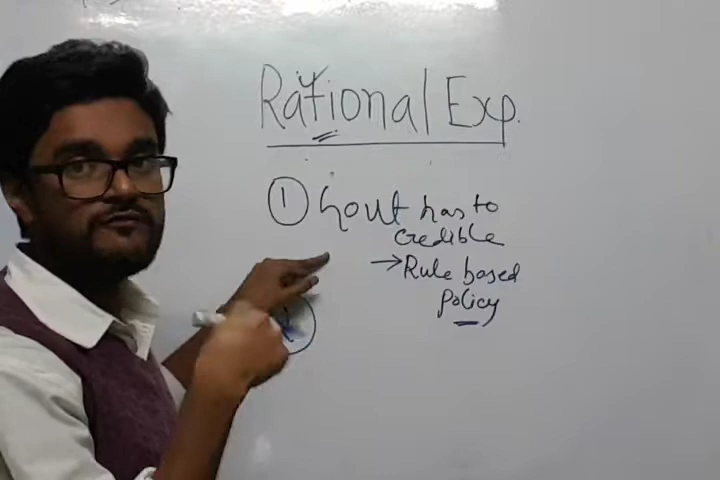 Rational Exp.
① Govt has to
credible
→ Rule based
policy